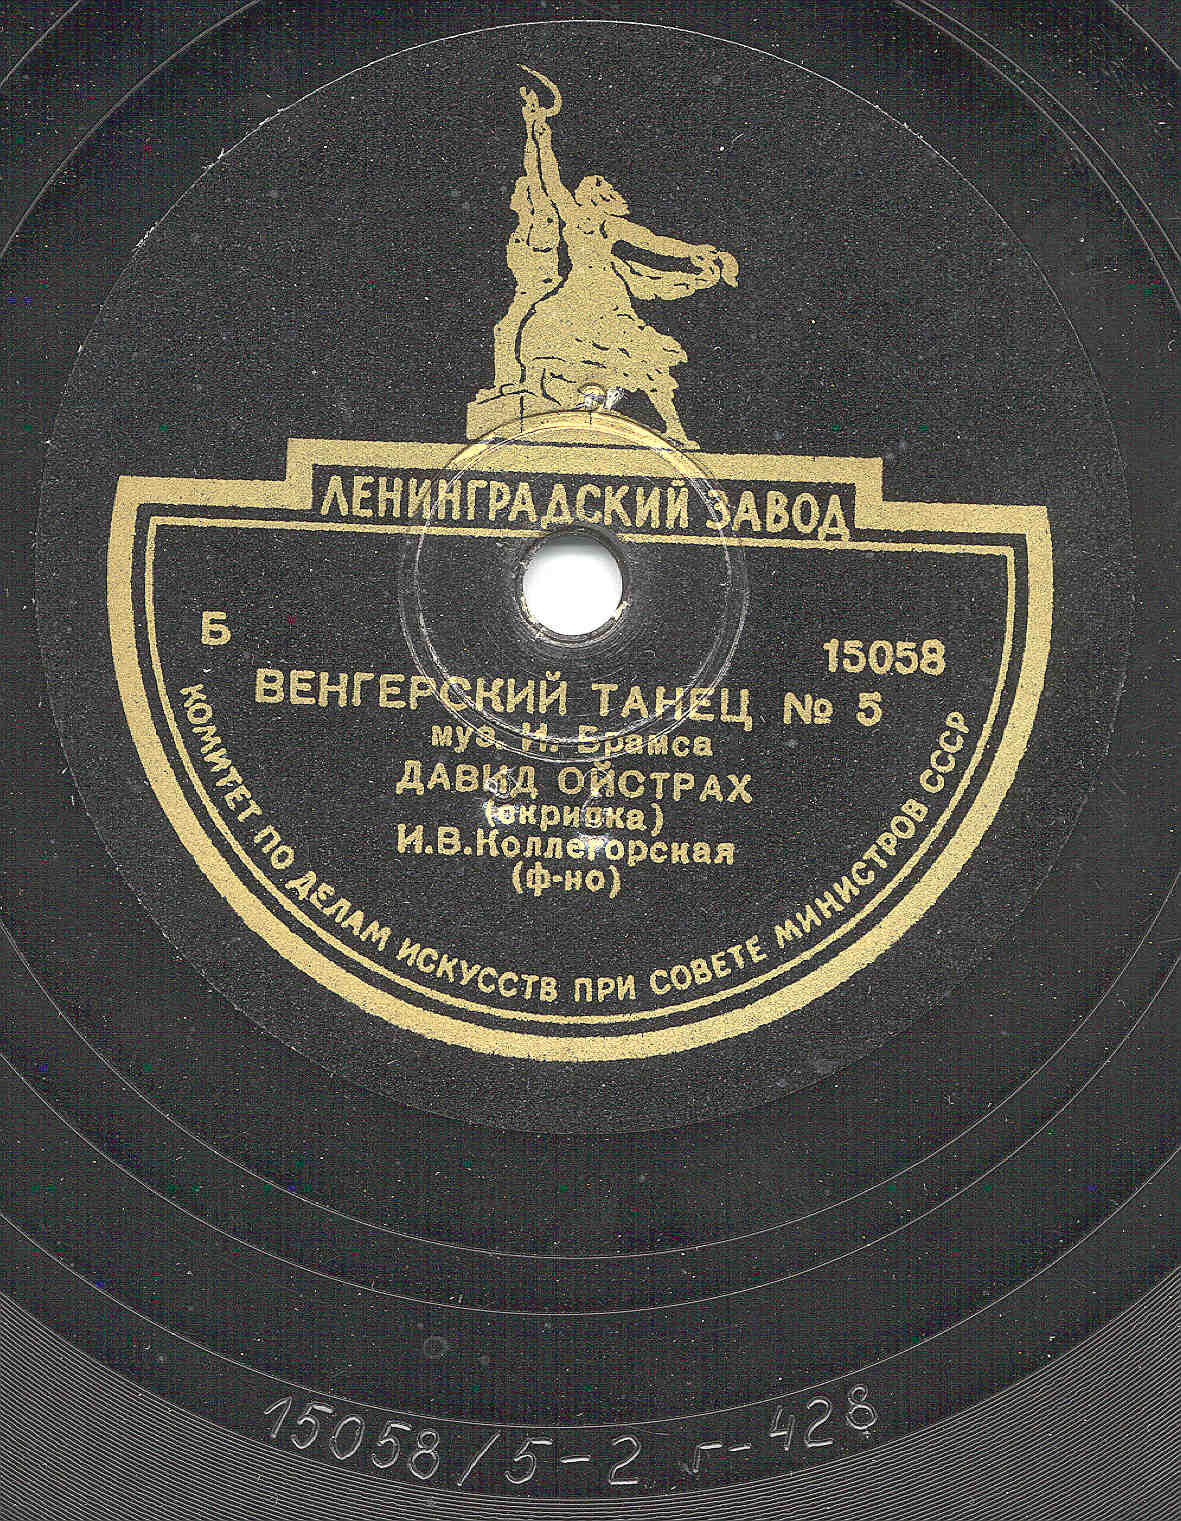 ЛЕНИНГРАДСКИЙ ЗАВОД
Б 15058
ВЕНГЕРСКИЙ ТАНЕЦ № 5
муз. И. Брамса
ДАВИД ОЙСТРАХ
(скрипка)
И.В.Коллегорская
(ф-но)
КОМИТЕТ ПО ДЕЛАМ ИСКУССТВ ПРИ СОВЕТЕ МИНИСТРОВ СССР
15058/5-2 г-428